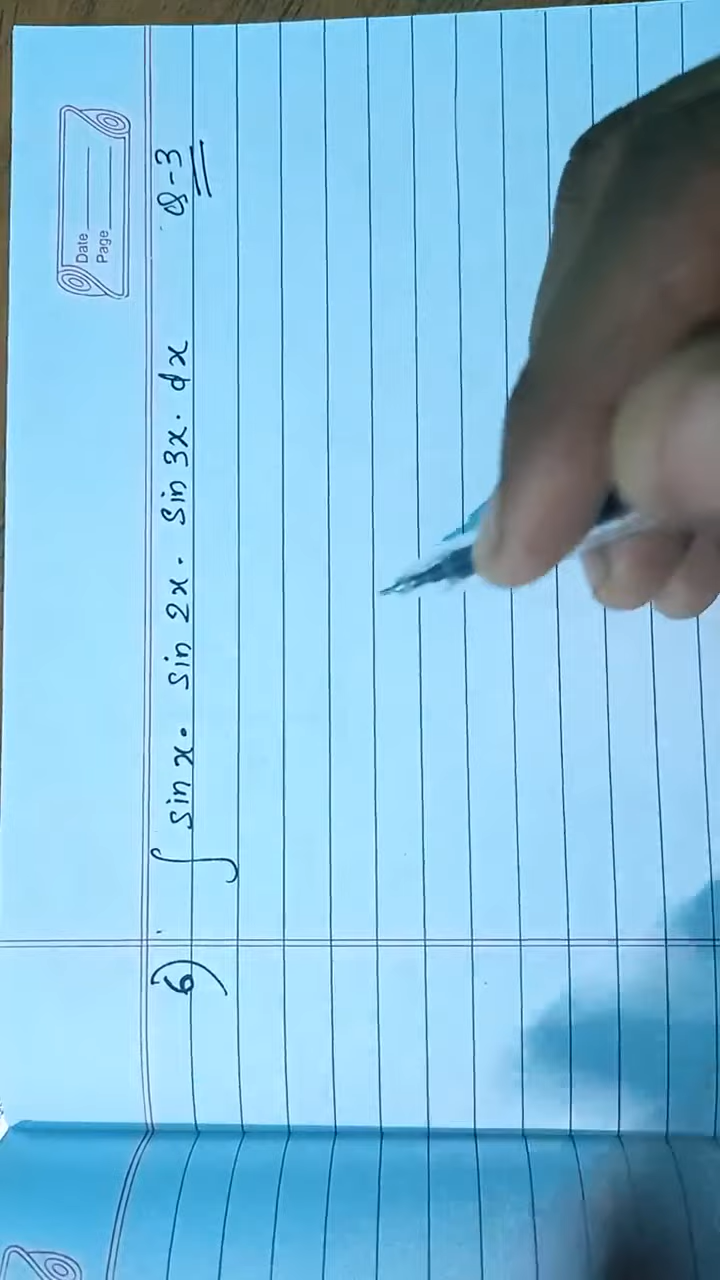 Date
Page
6) ∫ sin x. sin 2x. sin 3x. dx Q-3